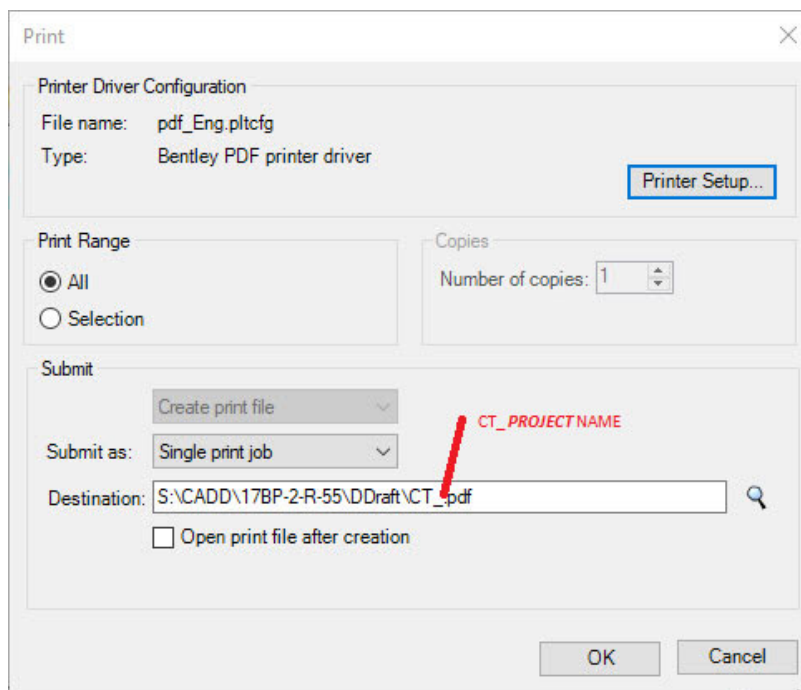 Print
Printer Driver Configuration
File name: pdf_Eng.pltcfg
Type: Bentley PDF printer driver
Printer Setup...
Print Range
All
Selection
Copies
Number of copies: 1
Submit
Create print file
CT_PROJECT NAME
Submit as: Single print job
Destination: S:\CADD\17BP-2-R-55\DDraft\CT_.pdf
Open print file after creation
OK
Cancel